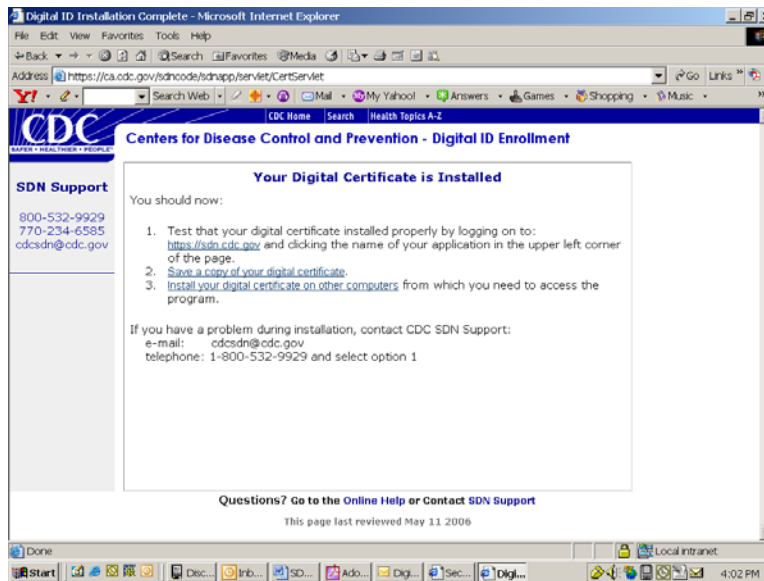 Digital ID Installation Complete - Microsoft Internet Explorer
File Edit View Favorites Tools Help
Back Search Favorites Media
Address https://ca.cdc.gov/sdncode/sdnapp/servlet/CertServlet Go Links »
Y! Search Web Mail My Yahoo! Answers Games Shopping Music
CDC Home Search Health Topics A-Z
CDC
SAFER • HEALTHIER • PEOPLE™
Centers for Disease Control and Prevention - Digital ID Enrollment
SDN Support
800-532-9929
770-234-6585
cdcsdn@cdc.gov
Your Digital Certificate is Installed
You should now:
1. Test that your digital certificate installed properly by logging on to:
https://sdn.cdc.gov and clicking the name of your application in the upper left corner
of the page.
2. Save a copy of your digital certificate.
3. Install your digital certificate on other computers from which you need to access the
program.
If you have a problem during installation, contact CDC SDN Support:
e-mail: cdcsdn@cdc.gov
telephone: 1-800-532-9929 and select option 1
Questions? Go to the Online Help or Contact SDN Support
This page last reviewed May 11 2006
Done Local intranet
Start Disc... Inb... SD... Ado... Digi... Sec... Digi... 4:02 PM